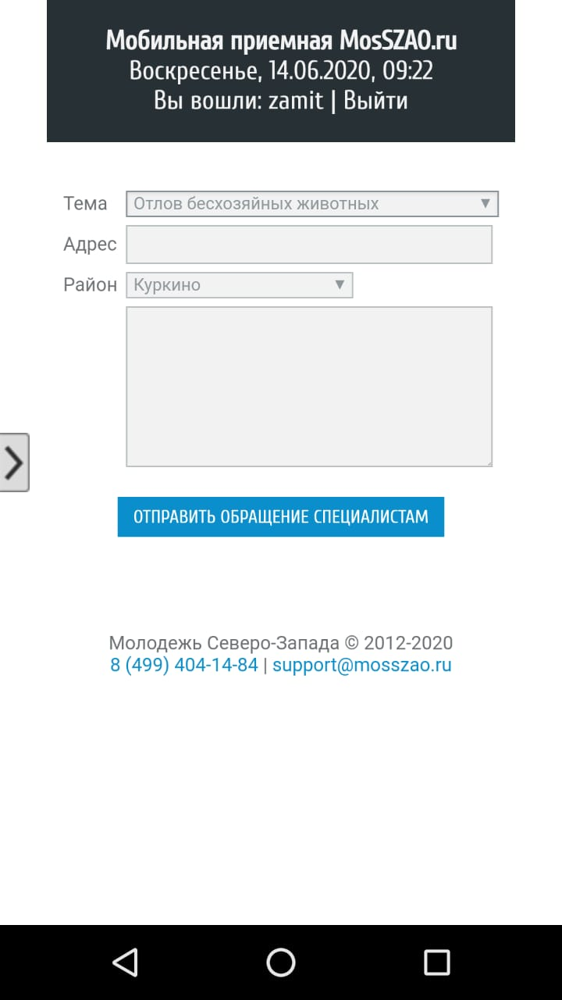 Мобильная приемная MosSZAO.ru
Воскресенье, 14.06.2020, 09:22
Вы вошли: zamit | Выйти
Тема Отлов бесхозяйных животных ▼
Адрес
Район Куркино ▼
ОТПРАВИТЬ ОБРАЩЕНИЕ СПЕЦИАЛИСТАМ
Молодежь Северо-Запада © 2012-2020
8 (499) 404-14-84 | support@mosszao.ru